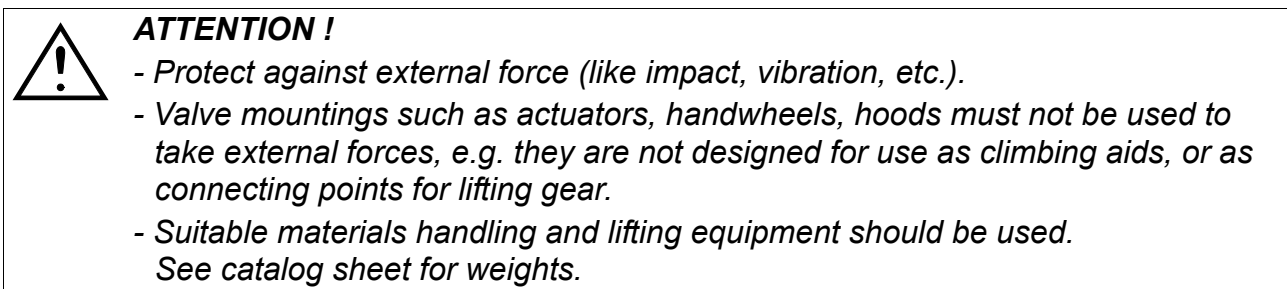 ATTENTION !
- Protect against external force (like impact, vibration, etc.).
- Valve mountings such as actuators, handwheels, hoods must not be used to
take external forces, e.g. they are not designed for use as climbing aids, or as
connecting points for lifting gear.
- Suitable materials handling and lifting equipment should be used.
See catalog sheet for weights.